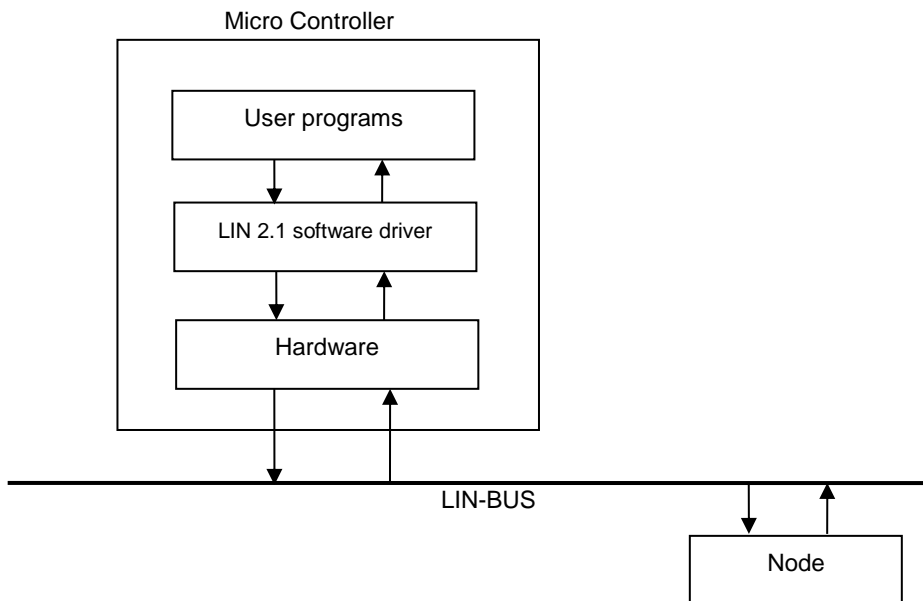 Micro Controller
User programs
LIN 2.1 software driver
Hardware
LIN-BUS
Node